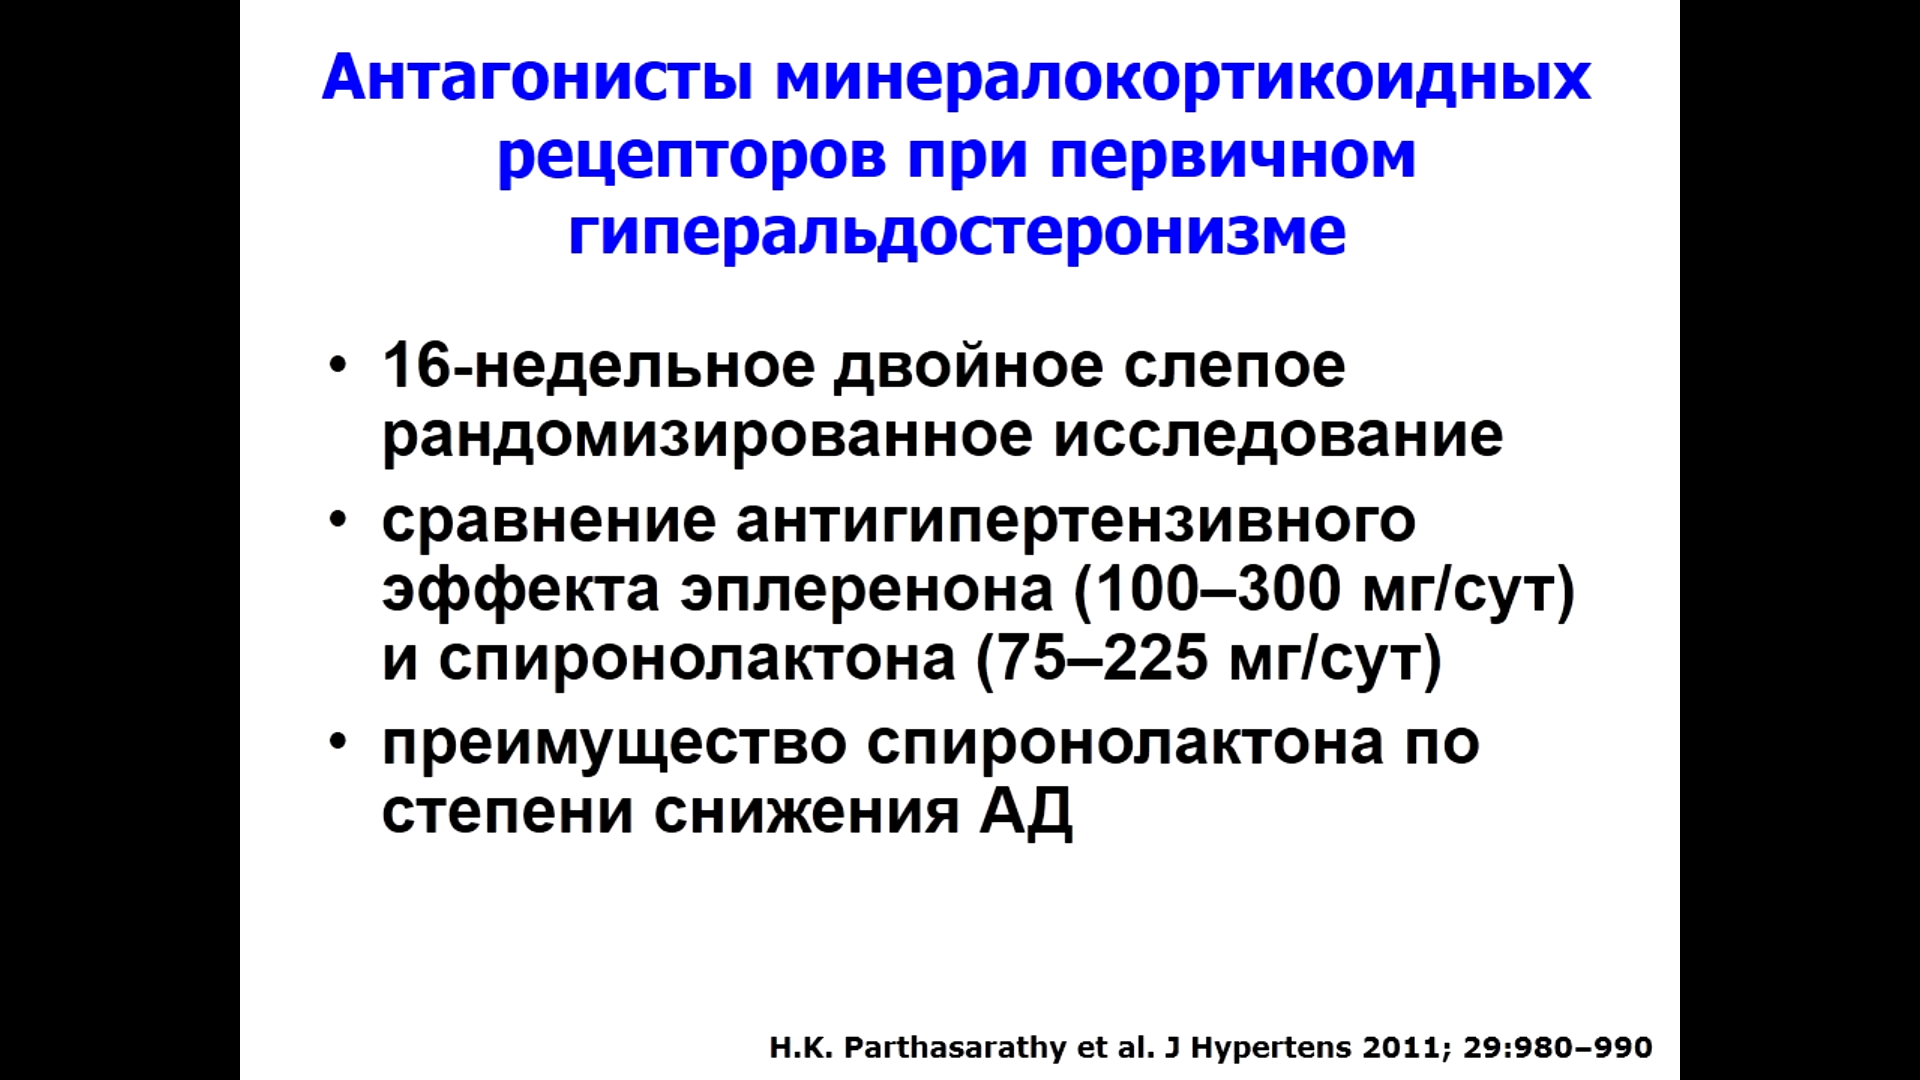 Антагонисты минералокортикоидных
рецепторов при первичном
гиперальдостеронизме
• 16-недельное двойное слепое
рандомизированное исследование
• сравнение антигипертензивного
эффекта эплеренона (100–300 мг/сут)
и спиронолактона (75–225 мг/сут)
• преимущество спиронолактона по
степени снижения АД
H.K. Parthasarathy et al. J Hypertens 2011; 29:980–990